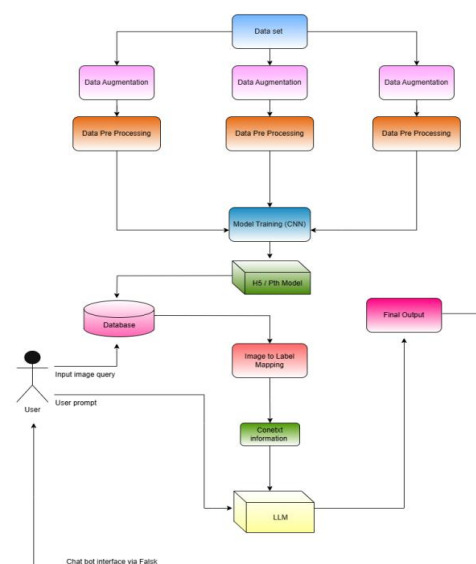 Data set
Data Augmentation
Data Augmentation
Data Augmentation
Data Pre Processing
Data Pre Processing
Data Pre Processing
Model Training (CNN)
H5 / Pth Model
Database
Final Output
Image to Label
Mapping
Input image query
User prompt
User
Conetxt
information
LLM
Chat bot interface via Falsk